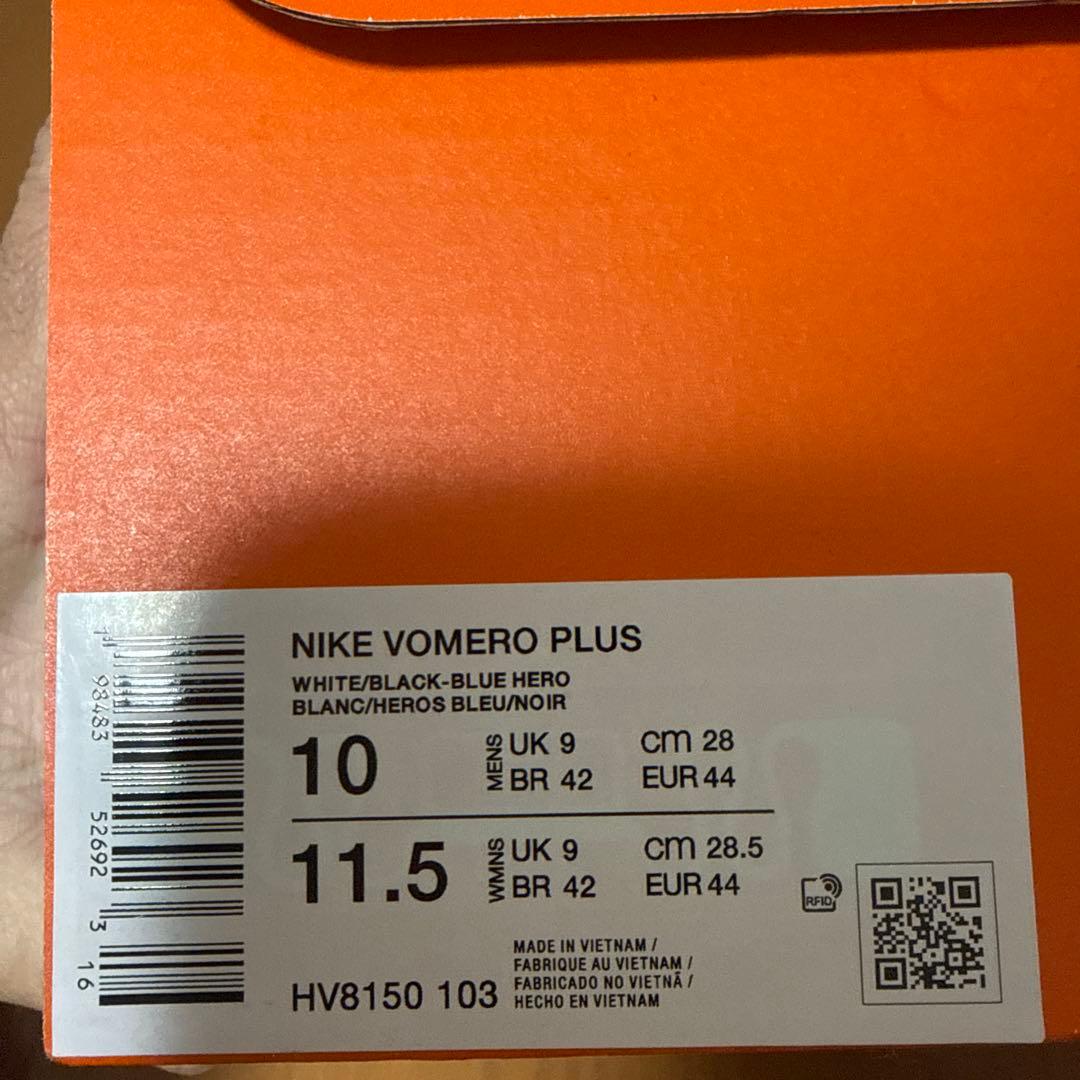 NIKE VOMERO PLUS
WHITE/BLACK-BLUE HERO
BLANC/HEROS BLEU/NOIR
10 MENS UK 9 cm 28
BR 42 EUR 44
11.5 WMNS UK 9 cm 28.5
BR 42 EUR 44
RFID
HV8150 103
MADE IN VIETNAM /
FABRIQUE AU VIETNAM /
FABRICADO NO VIETNÃ /
HECHO EN VIETNAM
98483 52692 3 16